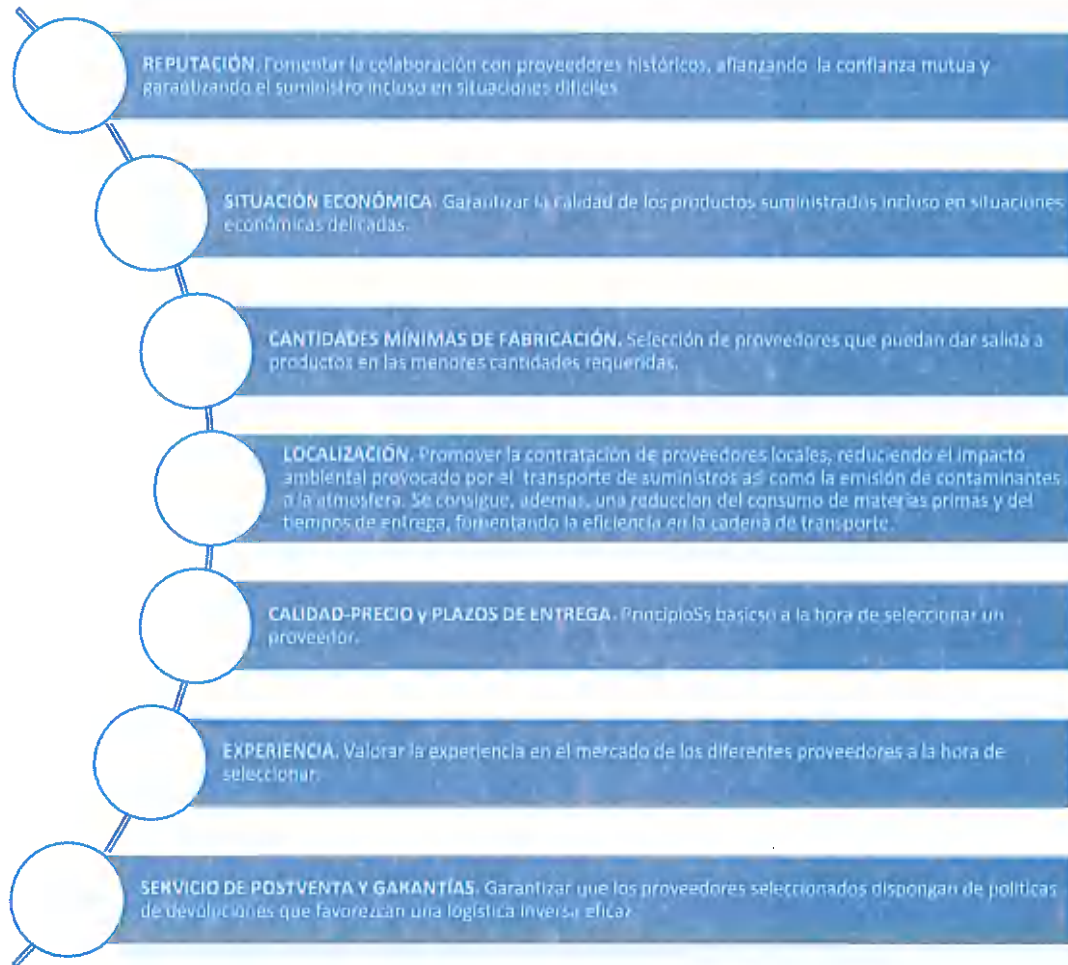 REPUTACIÓN. Fomentar la colaboración con proveedores históricos, afianzando la confianza mutua y
garantizando el suministro incluso en situaciones difíciles
SITUACIÓN ECONÓMICA. Garantizar la calidad de los productos suministrados incluso en situaciones
económicas delicadas.
CANTIDADES MÍNIMAS DE FABRICACIÓN. Selección de proveedores que puedan dar salida a
productos en las menores cantidades requeridas.
LOCALIZACIÓN. Promover la contratación de proveedores locales, reduciendo el impacto
ambiental provocado por el transporte de suministros así como la emisión de contaminantes
a la atmosfera. Se consigue, ademas, una reducción del consumo de materias primas y del
tiempos de entrega, fomentando la eficiencia en la cadena de transporte.
CALIDAD-PRECIO y PLAZOS DE ENTREGA. PrincipioSs basicso a la hora de seleccionar un
proveedor.
EXPERIENCIA. Valorar la experiencia en el mercado de los diferentes proveedores a la hora de
seleccionar.
SERVICIO DE POSTVENTA Y GARANTÍAS. Garantizar que los proveedores seleccionados dispongan de políticas
de devoluciones que favorezcan una logística inversa eficaz